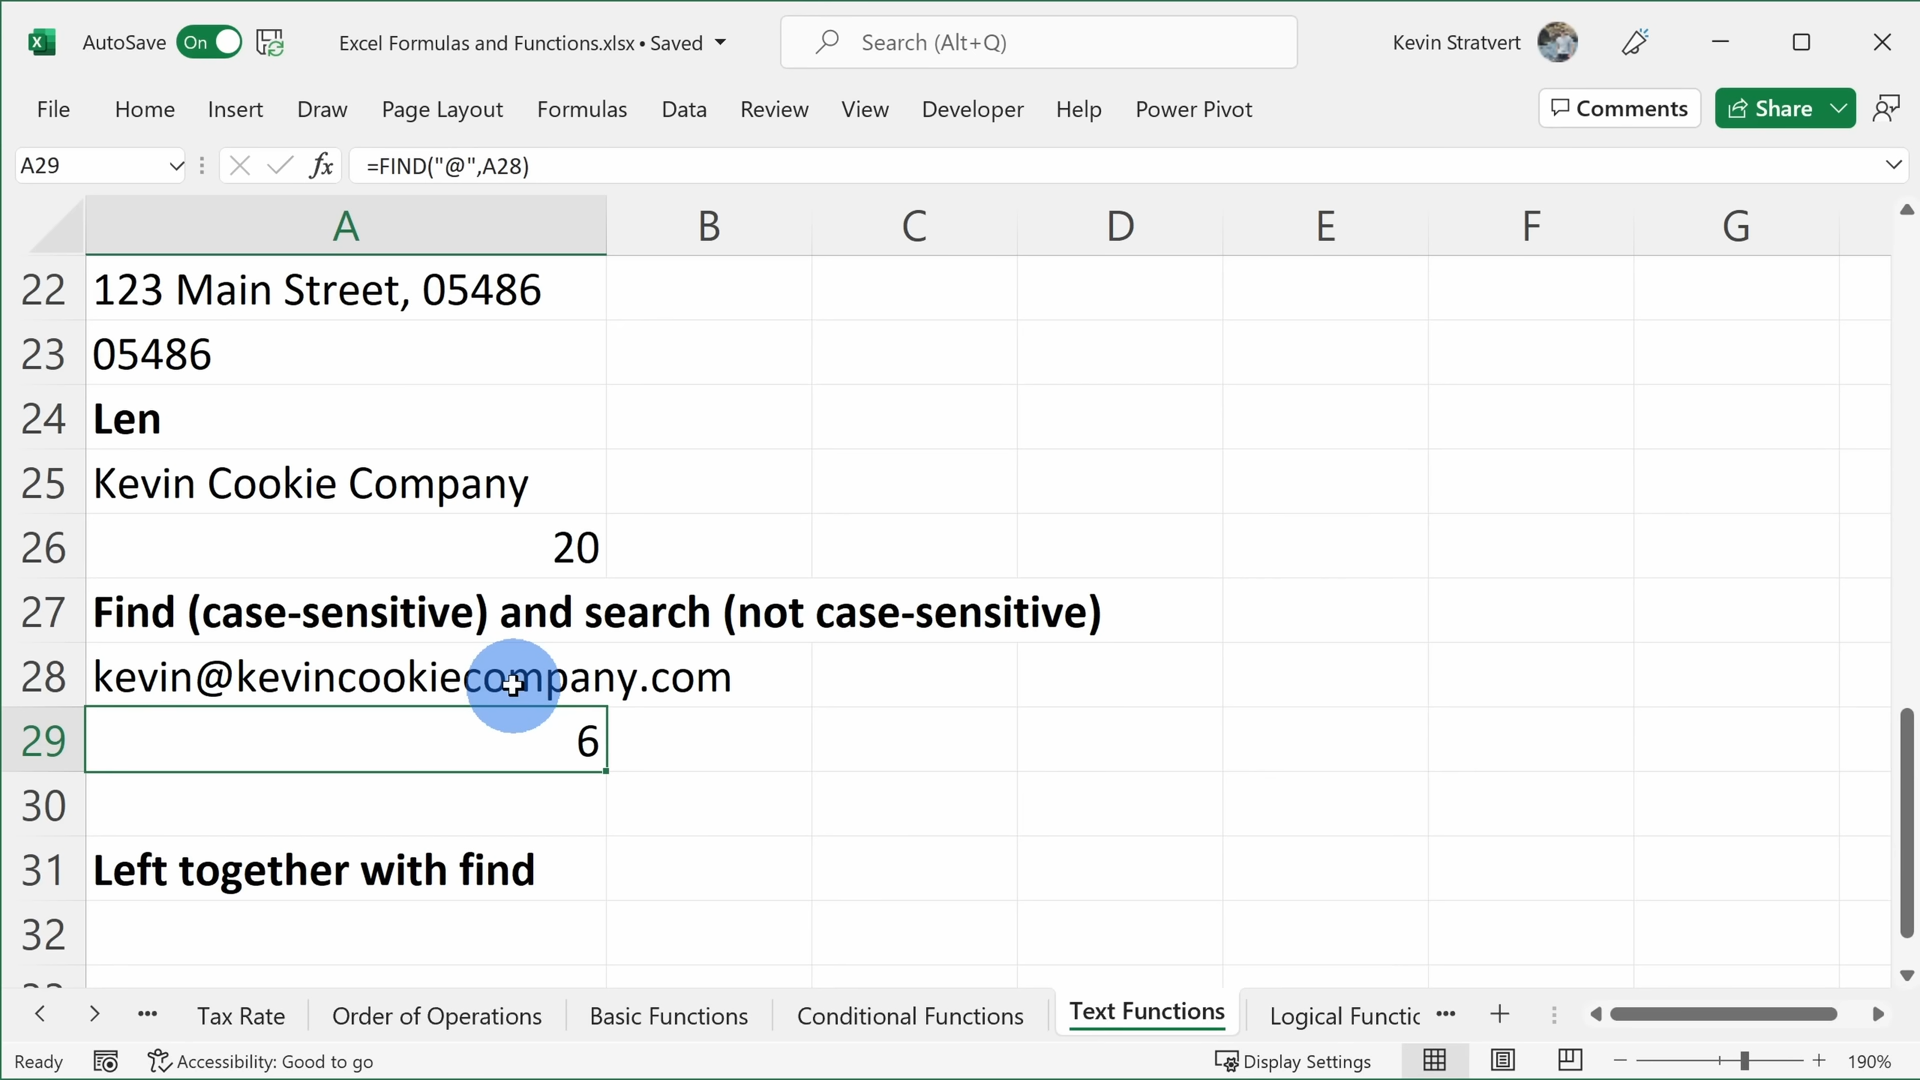 AutoSave On Excel Formulas and Functions.xlsx • Saved Search (Alt+Q) Kevin Stratvert
File Home Insert Draw Page Layout Formulas Data Review View Developer Help Power Pivot Comments Share
A29 fx =FIND("@",A28)
A B C D E F G
22 123 Main Street, 05486
23 05486
24 Len
25 Kevin Cookie Company
26 20
27 Find (case-sensitive) and search (not case-sensitive)
28 kevin@kevincookiecompany.com
29 6
30
31 Left together with find
32
Tax Rate Order of Operations Basic Functions Conditional Functions Text Functions Logical Functic
Ready Accessibility: Good to go Display Settings 190%